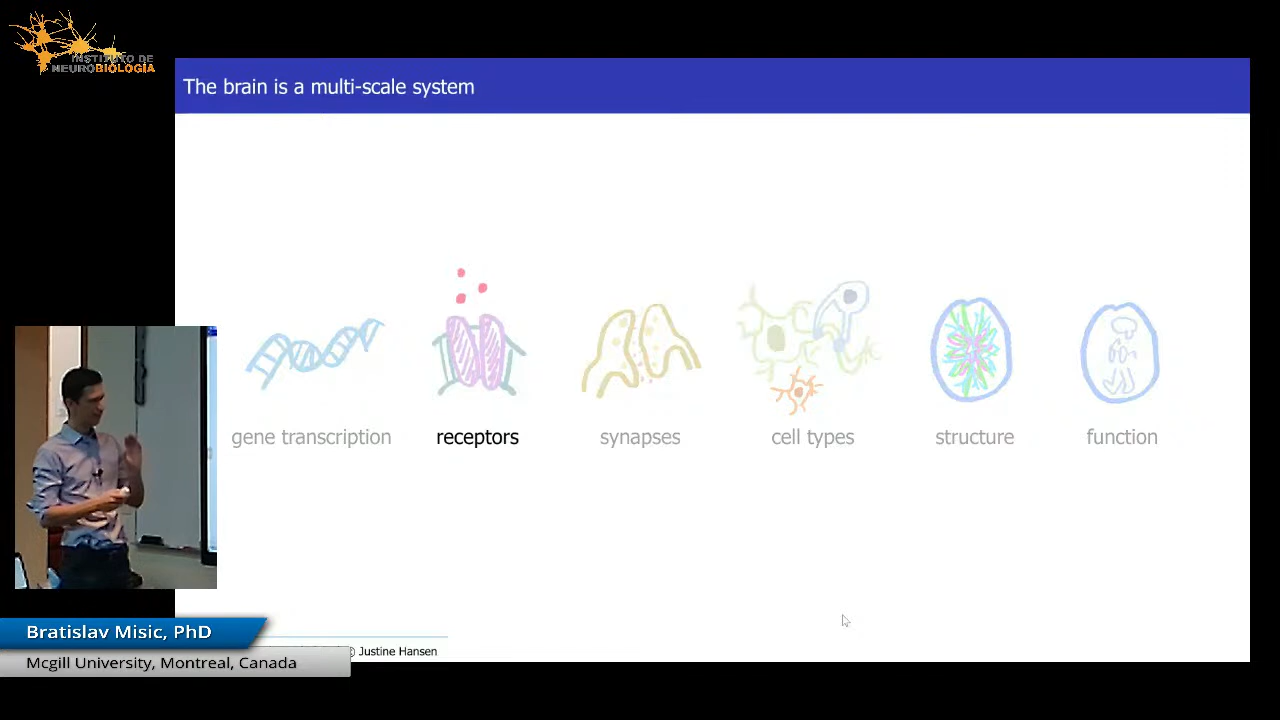 INSTITUTO DE
NEUROBIOLOGÍA
The brain is a multi-scale system
gene transcription
receptors
synapses
cell types
structure
function
Justine Hansen
Bratislav Misic, PhD
Mcgill University, Montreal, Canada